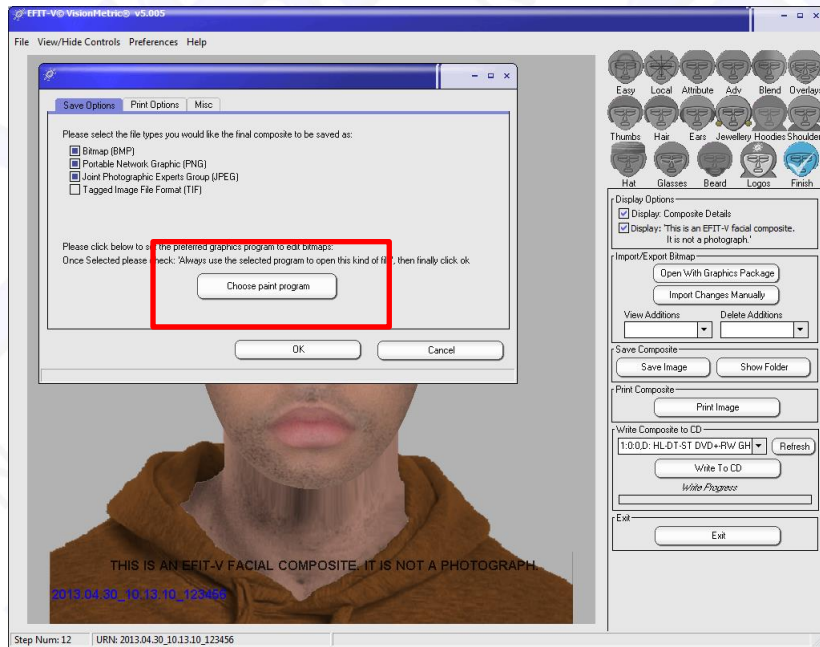 EFIT-V© VisionMetric® v5.005
File View/Hide Controls Preferences Help
Save Options Print Options Misc
Please select the file types you would like the final composite to be saved as:
Bitmap (BMP)
Portable Network Graphic (PNG)
Joint Photographic Experts Group (JPEG)
Tagged Image File Format (TIF)
Please click below to set the preferred graphics program to edit bitmaps:
Once Selected please check: 'Always use the selected program to open this kind of file', then finally click ok
Choose paint program
OK Cancel
THIS IS AN EFIT-V FACIAL COMPOSITE. IT IS NOT A PHOTOGRAPH.
2013.04.30_10.13.10_123456
Easy Local Attribute Adv Blend Overlays
Thumbs Hair Ears Jewellery Hoodies Shoulder
Hat Glasses Beard Logos Finish
Display Options
Display: Composite Details
Display: 'This is an EFIT-V facial composite.
It is not a photograph.'
Import/Export Bitmap
Open With Graphics Package
Import Changes Manually
View Additions Delete Additions
Save Composite
Save Image Show Folder
Print Composite
Print Image
Write Composite to CD
1:0:0,D: HL-DT-ST DVD+-RW GH Refresh
Write To CD
Write Progress
Exit
Exit
Step Num: 12 URN: 2013.04.30_10.13.10_123456